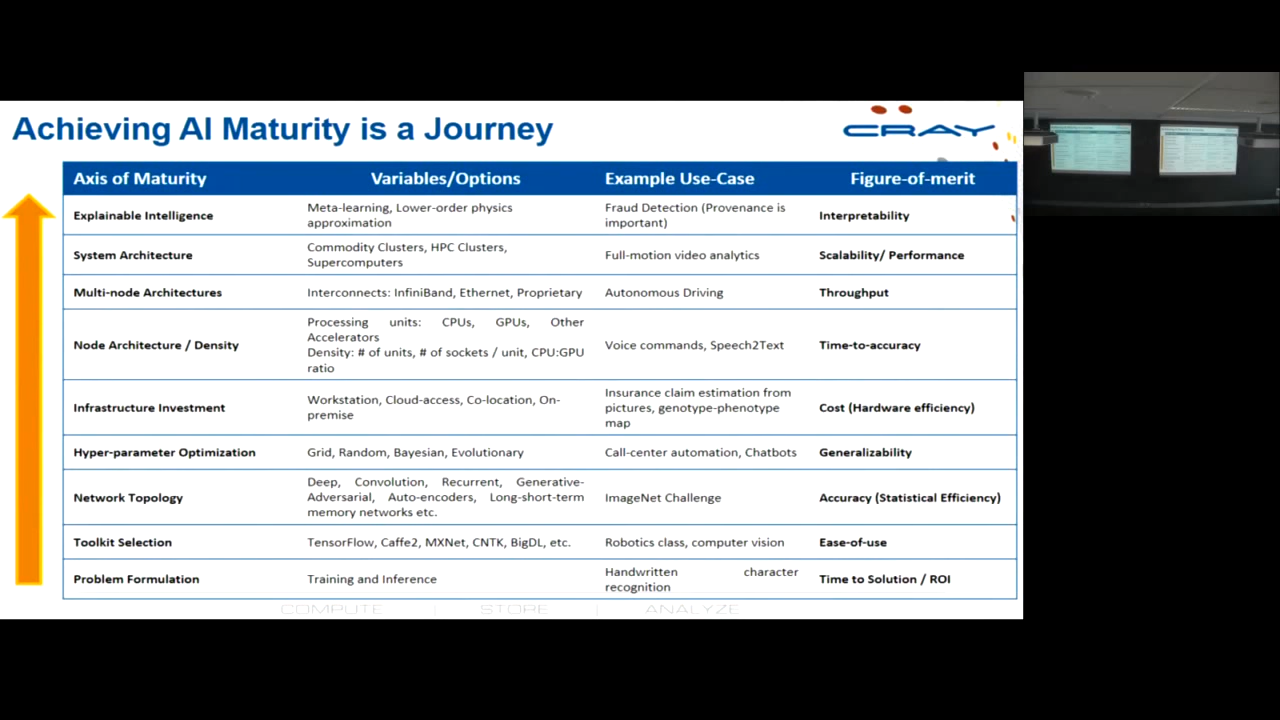 Achieving AI Maturity is a Journey
CRAY
Axis of Maturity Variables/Options Example Use-Case Figure-of-merit
Explainable Intelligence
Meta-learning, Lower-order physics
approximation
Fraud Detection (Provenance is
important)
Interpretability
System Architecture
Commodity Clusters, HPC Clusters,
Supercomputers
Full-motion video analytics
Scalability/ Performance
Multi-node Architectures
Interconnects: InfiniBand, Ethernet, Proprietary
Autonomous Driving
Throughput
Node Architecture / Density
Processing units: CPUs, GPUs, Other
Accelerators
Density: # of units, # of sockets / unit, CPU:GPU
ratio
Voice commands, Speech2Text
Time-to-accuracy
Infrastructure Investment
Workstation, Cloud-access, Co-location, On-
premise
Insurance claim estimation from
pictures, genotype-phenotype
map
Cost (Hardware efficiency)
Hyper-parameter Optimization
Grid, Random, Bayesian, Evolutionary
Call-center automation, Chatbots
Generalizability
Network Topology
Deep, Convolution, Recurrent, Generative-
Adversarial, Auto-encoders, Long-short-term
memory networks etc.
ImageNet Challenge
Accuracy (Statistical Efficiency)
Toolkit Selection
TensorFlow, Caffe2, MXNet, CNTK, BigDL, etc.
Robotics class, computer vision
Ease-of-use
Problem Formulation
Training and Inference
Handwritten character
recognition
Time to Solution / ROI
COMPUTE | STORE | ANALYZE